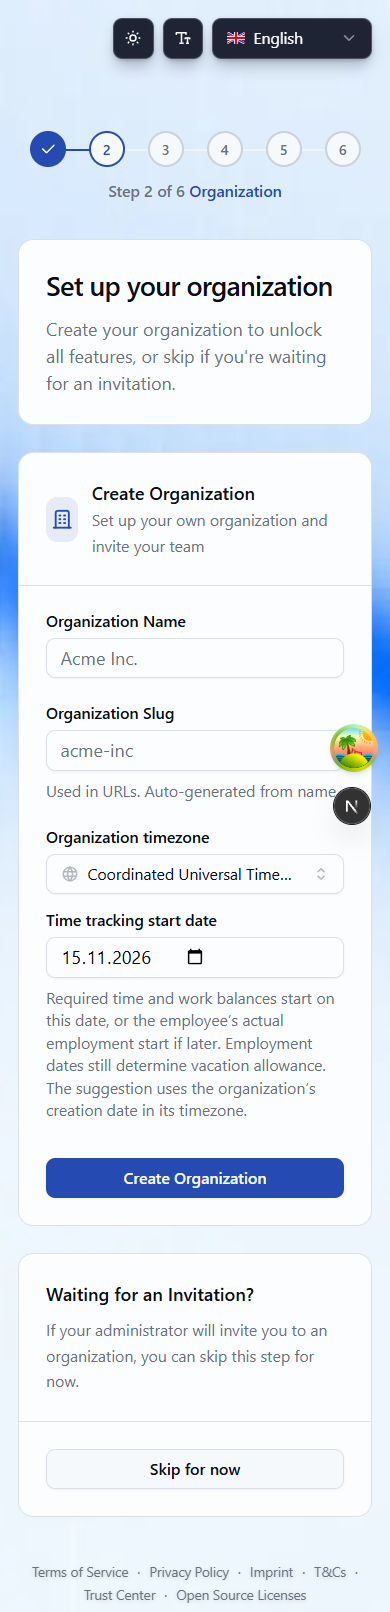 English
2 3 4 5 6
Step 2 of 6 Organization
Set up your organization
Create your organization to unlock
all features, or skip if you're waiting
for an invitation.
Create Organization
Set up your own organization and
invite your team
Organization Name
Acme Inc.
Organization Slug
acme-inc
Used in URLs. Auto-generated from name.
N
Organization timezone
Coordinated Universal Time...
Time tracking start date
15.11.2026
Required time and work balances start on
this date, or the employee’s actual
employment start if later. Employment
dates still determine vacation allowance.
The suggestion uses the organization’s
creation date in its timezone.
Create Organization
Waiting for an Invitation?
If your administrator will invite you to an
organization, you can skip this step for
now.
Skip for now
Terms of Service · Privacy Policy · Imprint · T&Cs ·
Trust Center · Open Source Licenses